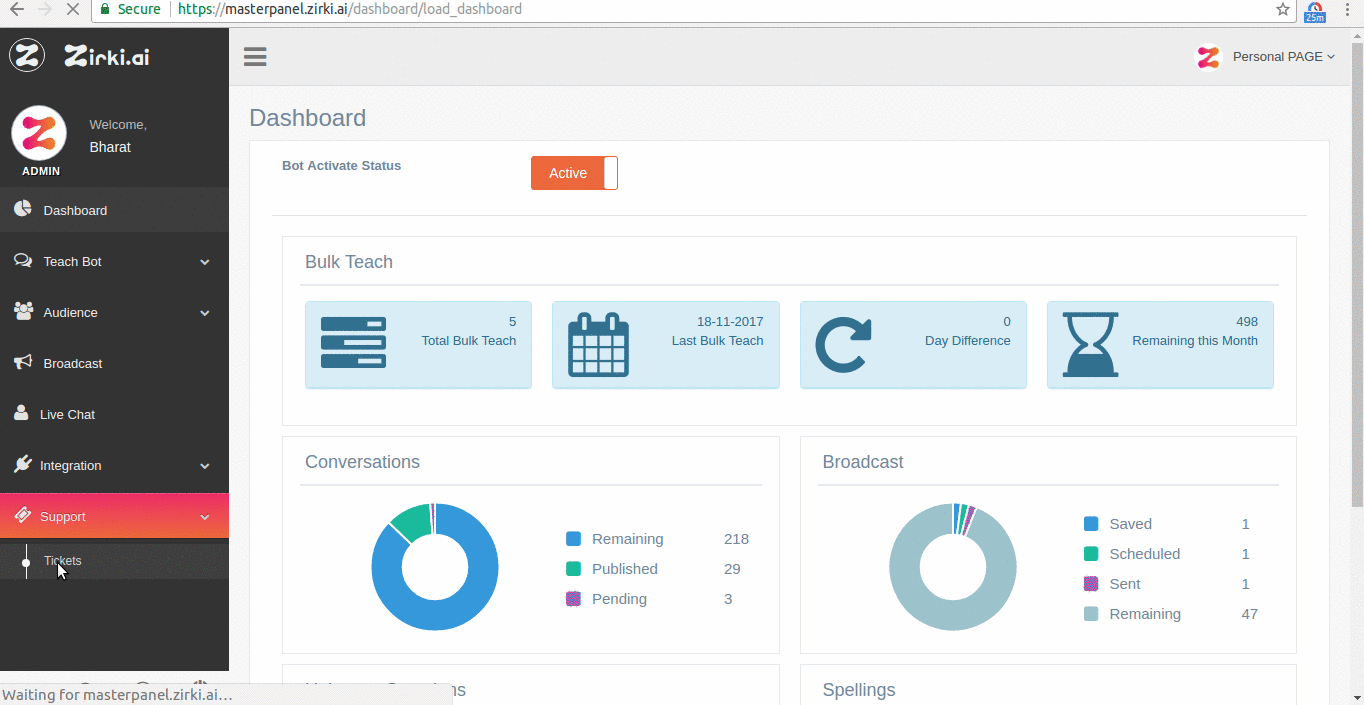 Secure https://masterpanel.zirki.ai/dashboard/load_dashboard
25m
Zirki.ai
Personal PAGE
Welcome,
Bharat
ADMIN
Dashboard
Teach Bot
Audience
Broadcast
Live Chat
Integration
Support
Tickets
Dashboard
Bot Activate Status
Active
Bulk Teach
5
Total Bulk Teach
18-11-2017
Last Bulk Teach
0
Day Difference
498
Remaining this Month
Conversations
Remaining 218
Published 29
Pending 3
Broadcast
Saved 1
Scheduled 1
Sent 1
Remaining 47
Spellings
Waiting for masterpanel.zirki.ai...